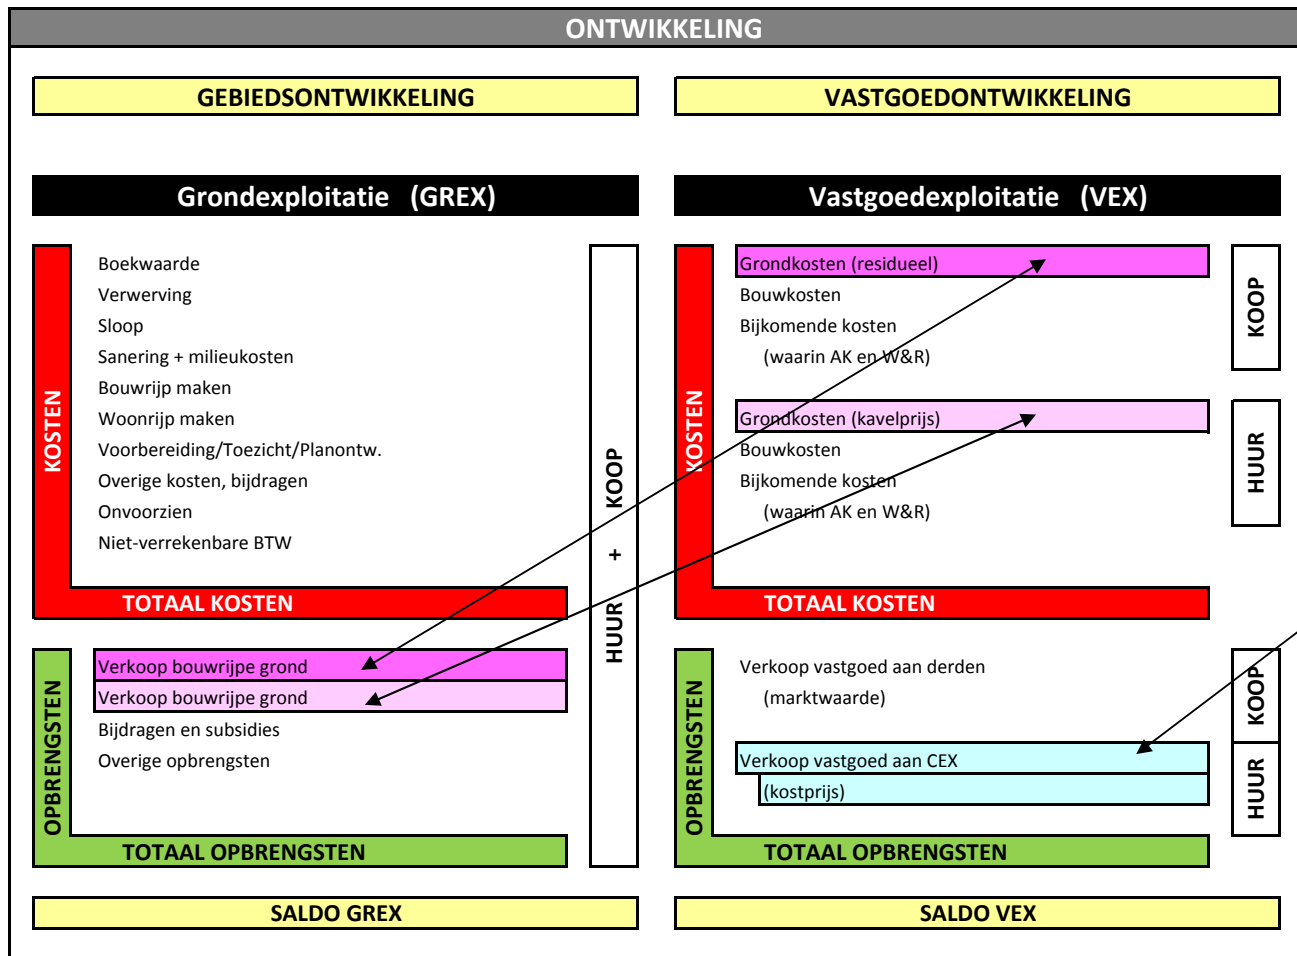 ONTWIKKELING
GEBIEDSONTWIKKELING
Grondexploitatie (GREX)
KOSTEN
Boekwaarde
Verwerving
Sloop
Sanering + milieukosten
Bouwrijp maken
Woonrijp maken
Voorbereiding/Toezicht/Planontw.
Overige kosten, bijdragen
Onvoorzien
Niet-verrekenbare BTW
TOTAAL KOSTEN
HUUR + KOOP
OPBRENGSTEN
Verkoop bouwrijpe grond
Verkoop bouwrijpe grond
Bijdragen en subsidies
Overige opbrengsten
TOTAAL OPBRENGSTEN
SALDO GREX
VASTGOEDONTWIKKELING
Vastgoedexploitatie (VEX)
KOSTEN
Grondkosten (residueel)
Bouwkosten
Bijkomende kosten
(waarin AK en W&R)
KOOP
Grondkosten (kavelprijs)
Bouwkosten
Bijkomende kosten
(waarin AK en W&R)
HUUR
TOTAAL KOSTEN
OPBRENGSTEN
Verkoop vastgoed aan derden
(marktwaarde)
KOOP
Verkoop vastgoed aan CEX
(kostprijs)
HUUR
TOTAAL OPBRENGSTEN
SALDO VEX